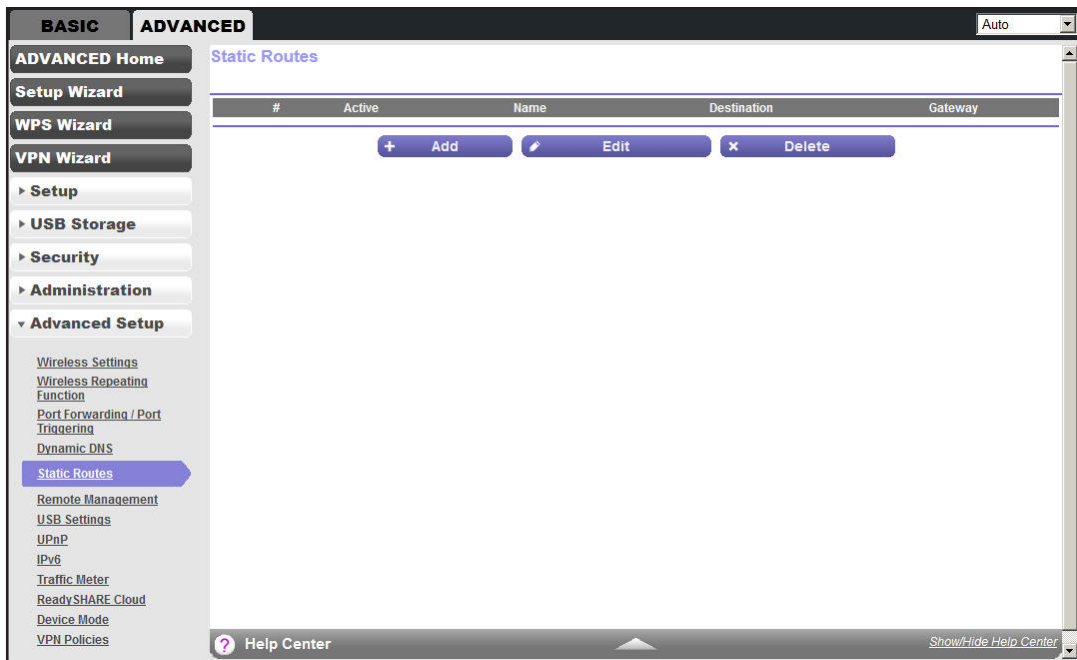 BASIC
ADVANCED
Auto
ADVANCED Home
Setup Wizard
WPS Wizard
VPN Wizard
Setup
USB Storage
Security
Administration
Advanced Setup
Wireless Settings
Wireless Repeating
Function
Port Forwarding / Port
Triggering
Dynamic DNS
Static Routes
Remote Management
USB Settings
UPnP
IPv6
Traffic Meter
ReadySHARE Cloud
Device Mode
VPN Policies
Static Routes
# Active Name Destination Gateway
+ Add Edit × Delete
? Help Center Show/Hide Help Center